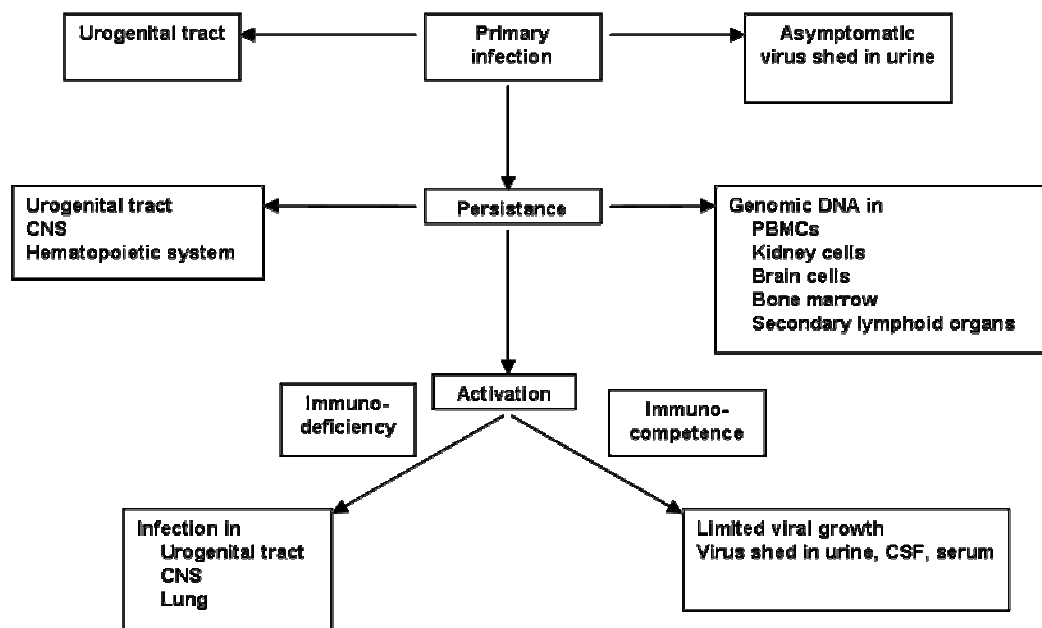 Urogenital tract
Primary
infection
Asymptomatic
virus shed in urine
Urogenital tract
CNS
Hematopoietic system
Persistance
Genomic DNA in
PBMCs
Kidney cells
Brain cells
Bone marrow
Secondary lymphoid organs
Activation
Immuno-
deficiency
Immuno-
competence
Infection in
Urogenital tract
CNS
Lung
Limited viral growth
Virus shed in urine, CSF, serum